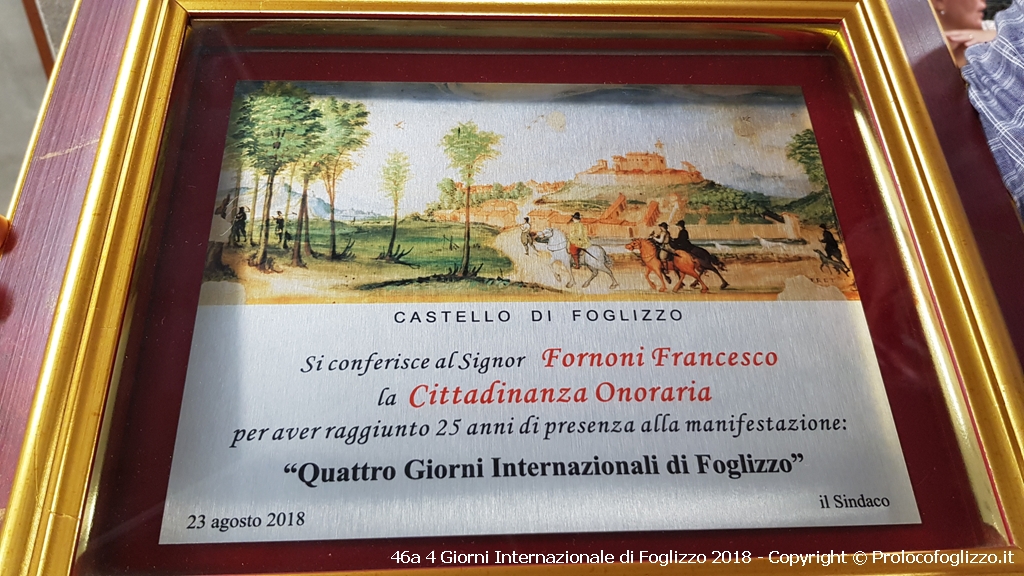 CASTELLO DI FOGLIZZO
Si conferisce al Signor Fornoni Francesco
la Cittadinanza Onoraria
per aver raggiunto 25 anni di presenza alla manifestazione:
“Quattro Giorni Internazionali di Foglizzo”
il Sindaco
23 agosto 2018
46a 4 Giorni Internazionale di Foglizzo 2018 - Copyright © Prolocofoglizzo.it